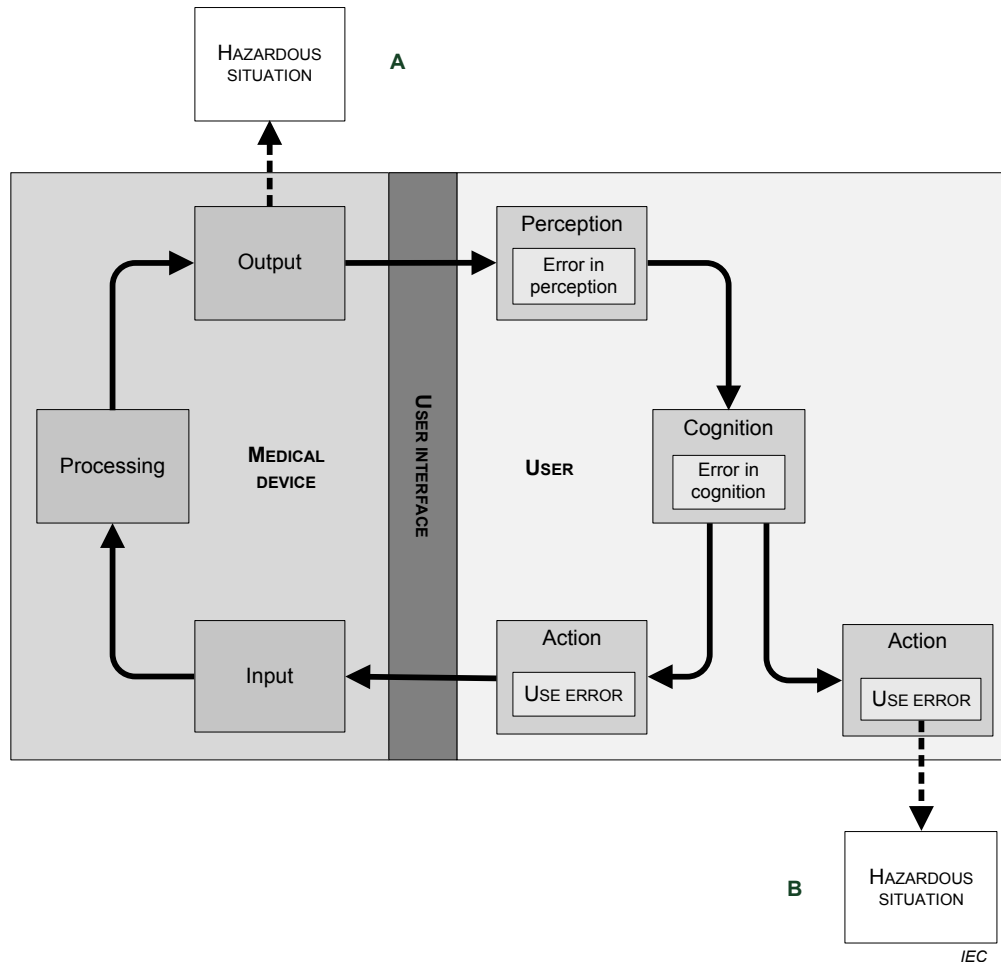 HAZARDOUS
SITUATION
A
Output
Perception
Error in
perception
Processing
MEDICAL
DEVICE
USER INTERFACE
USER
Cognition
Error in
cognition
Input
Action
USE ERROR
Action
USE ERROR
B
HAZARDOUS
SITUATION
IEC